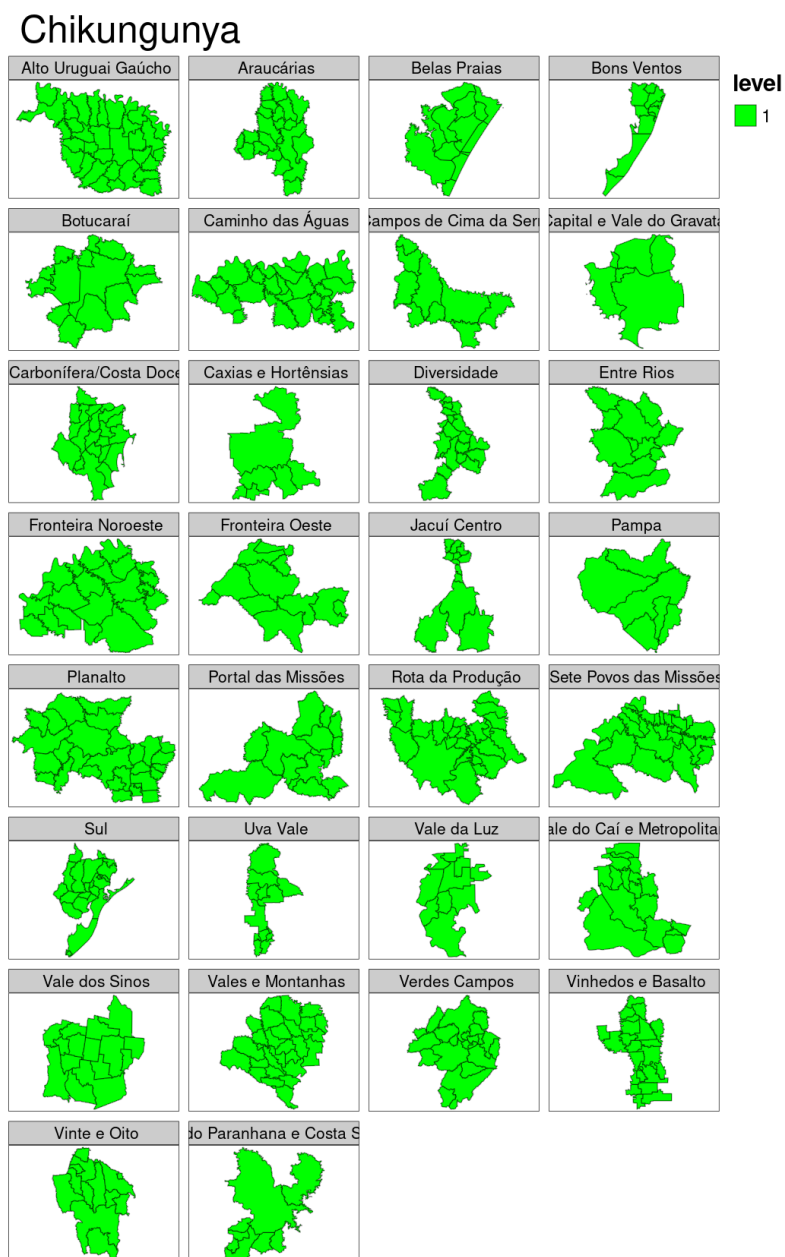 Chikungunya
Alto Uruguai Gaúcho
Araucárias
Belas Praias
Bons Ventos
level
1
Botucaraí
Caminho das Águas
Campos de Cima da Serr
Capital e Vale do Gravata
Carbonífera/Costa Doce
Caxias e Hortênsias
Diversidade
Entre Rios
Fronteira Noroeste
Fronteira Oeste
Jacuí Centro
Pampa
Planalto
Portal das Missões
Rota da Produção
Sete Povos das Missões
Sul
Uva Vale
Vale da Luz
ale do Caí e Metropolita
Vale dos Sinos
Vales e Montanhas
Verdes Campos
Vinhedos e Basalto
Vinte e Oito
do Paranhana e Costa S